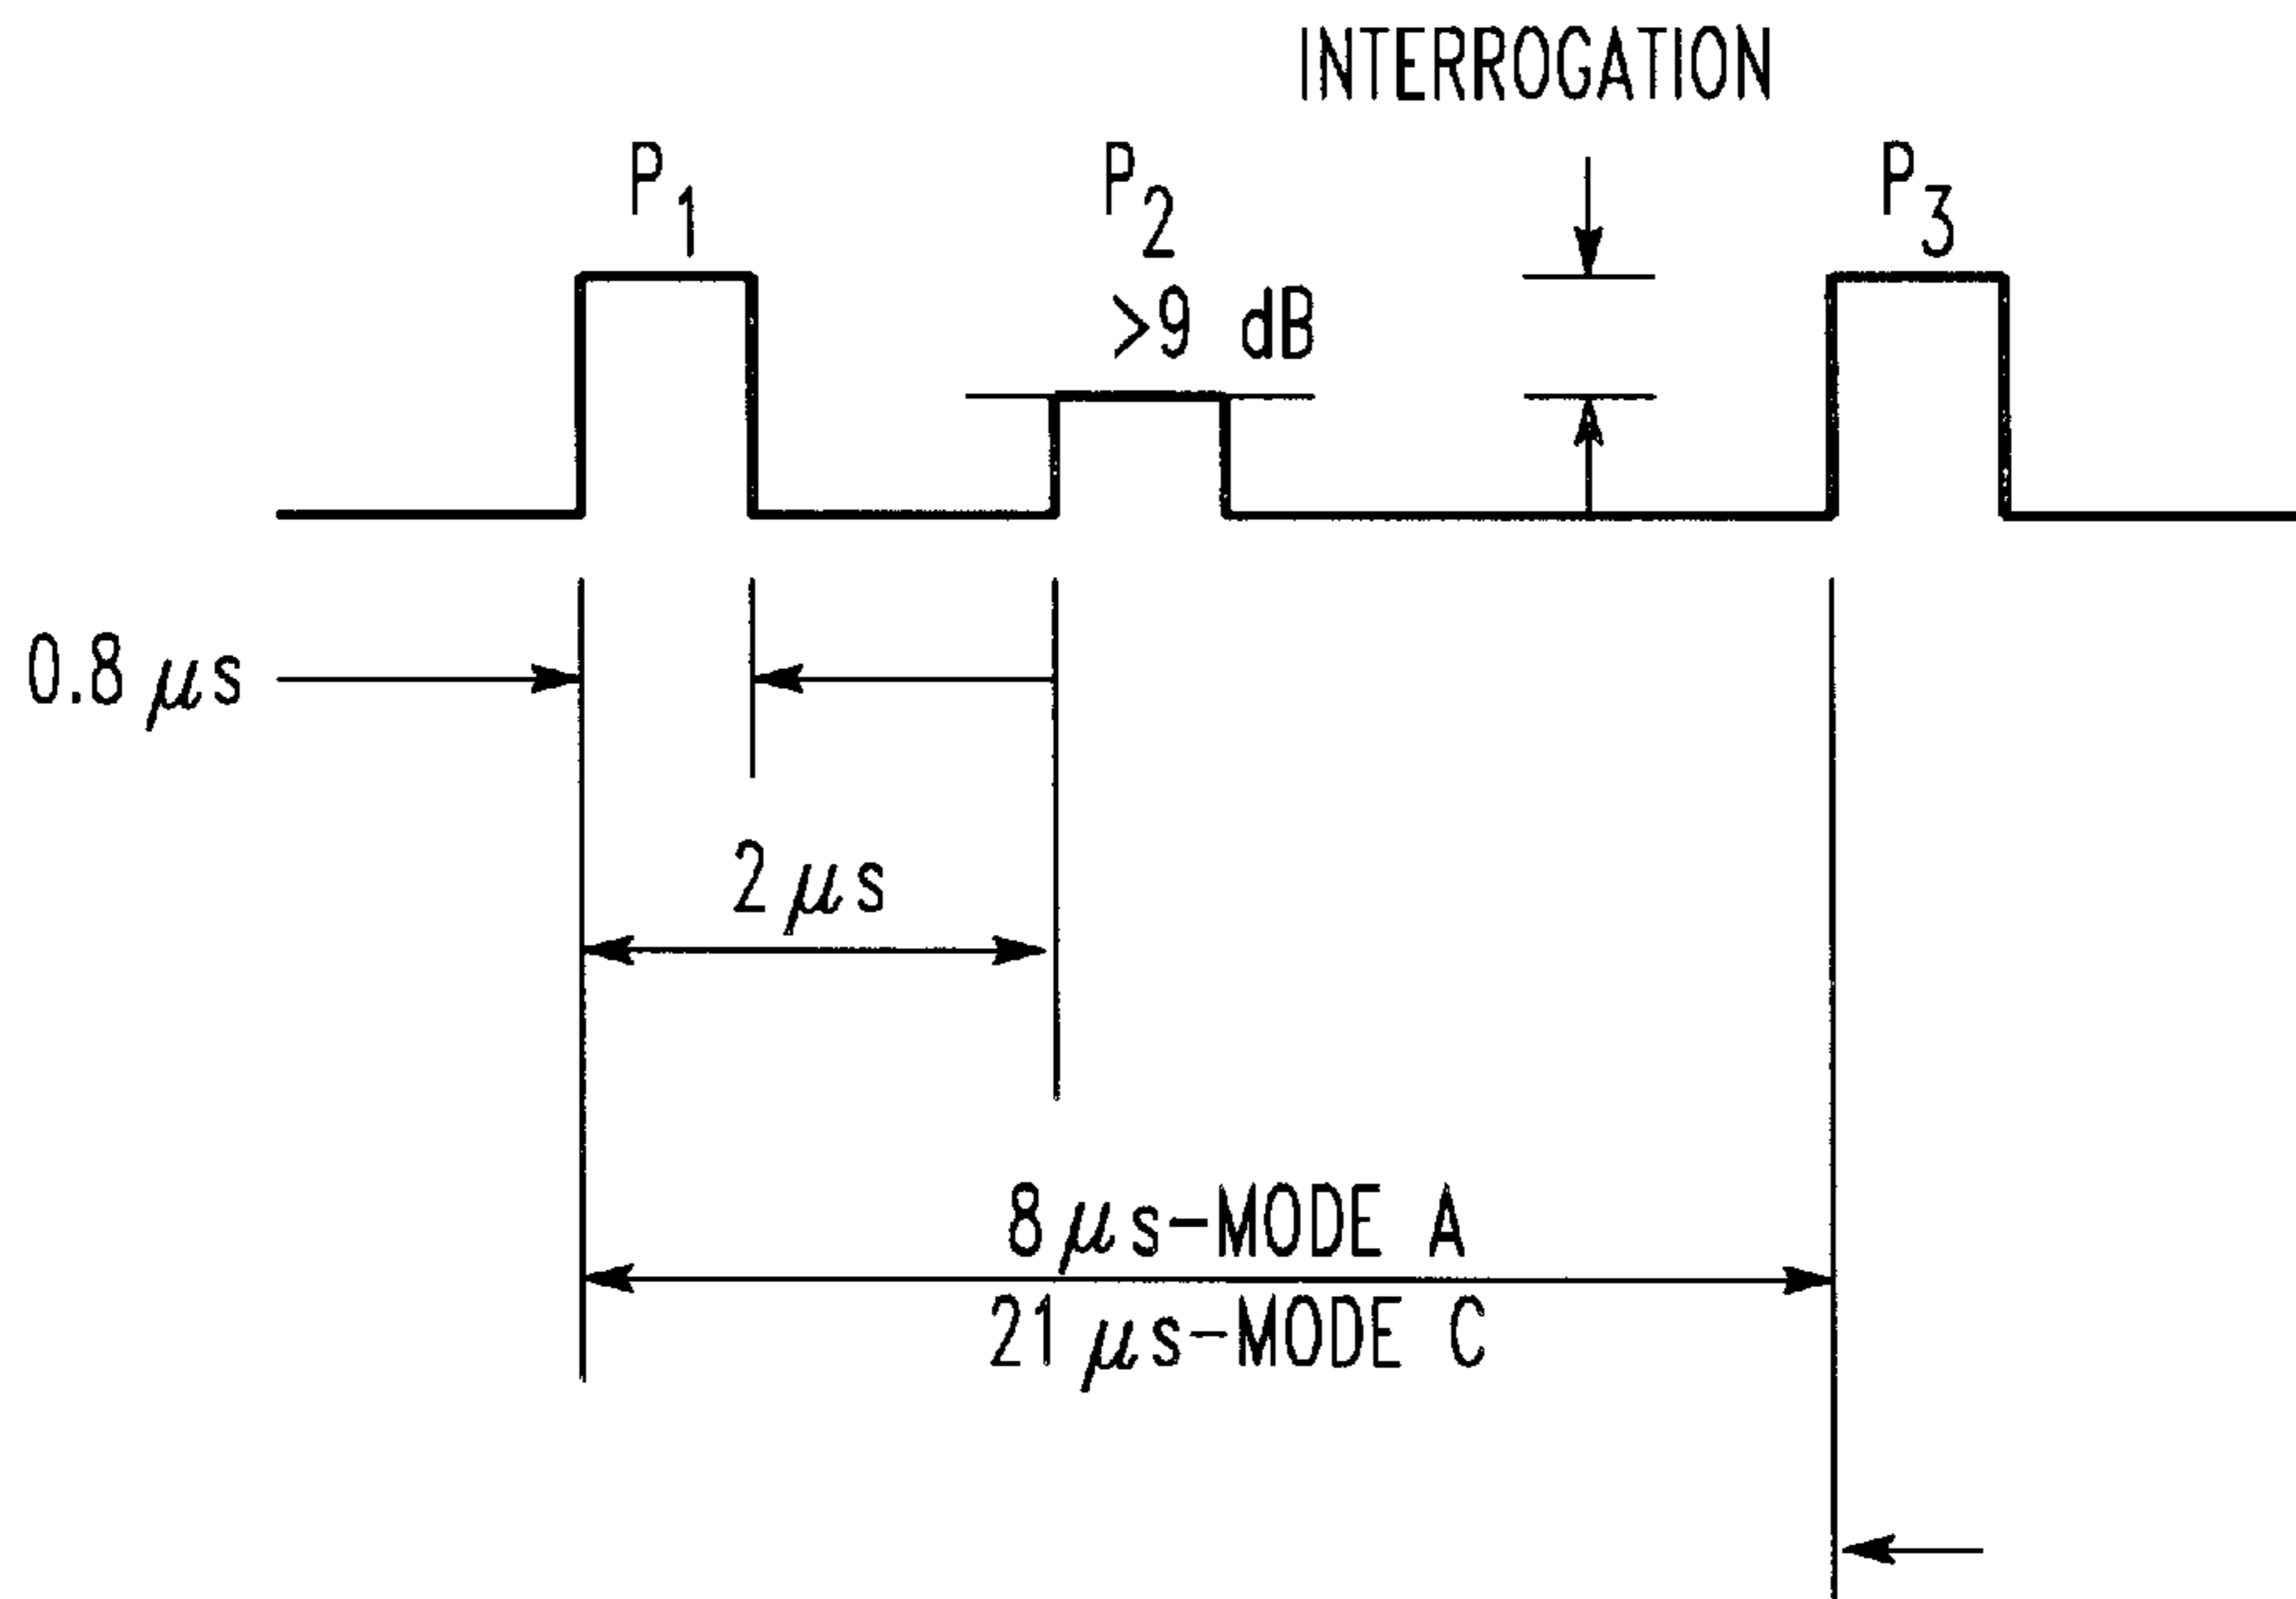 INTERROGATION
P1
P2
P3
>9 dB
0.8 μs
2 μs
8 μs-MODE A
21 μs-MODE C